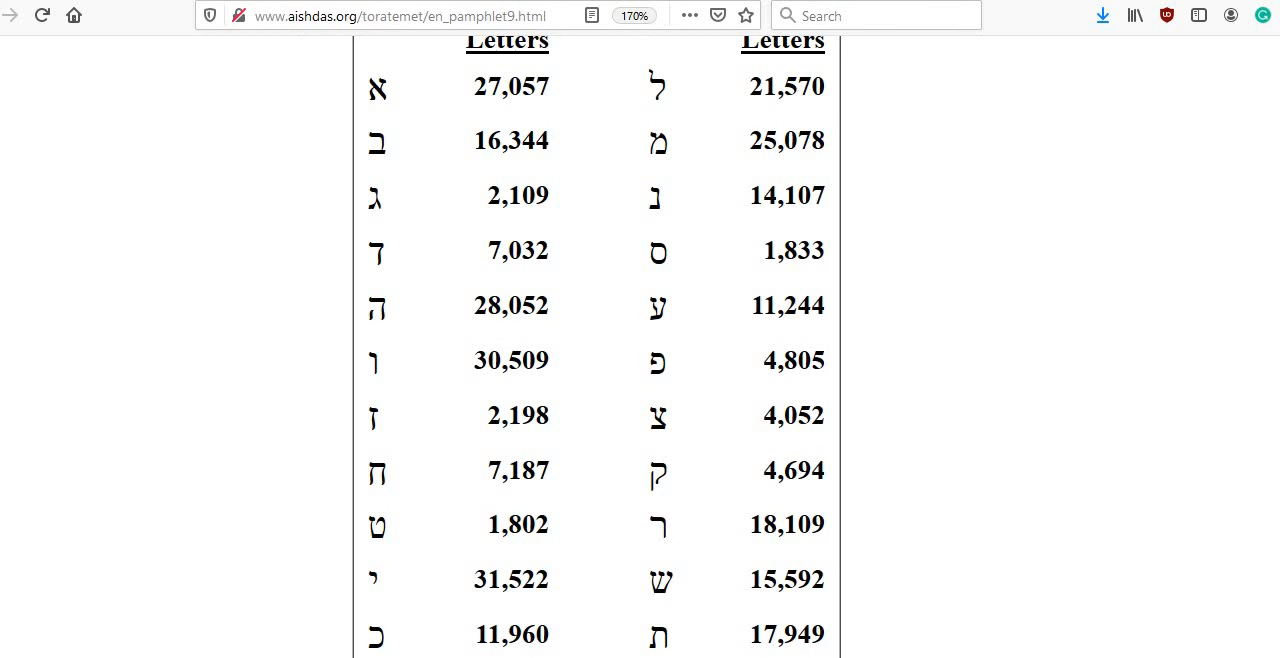 www.aishdas.org/toratemet/en_pamphlet9.html 170% Search
Letters Letters
א 27,057 ל 21,570
ב 16,344 מ 25,078
ג 2,109 נ 14,107
ד 7,032 ס 1,833
ה 28,052 ע 11,244
ו 30,509 פ 4,805
ז 2,198 צ 4,052
ח 7,187 ק 4,694
ט 1,802 ר 18,109
י 31,522 ש 15,592
כ 11,960 ת 17,949